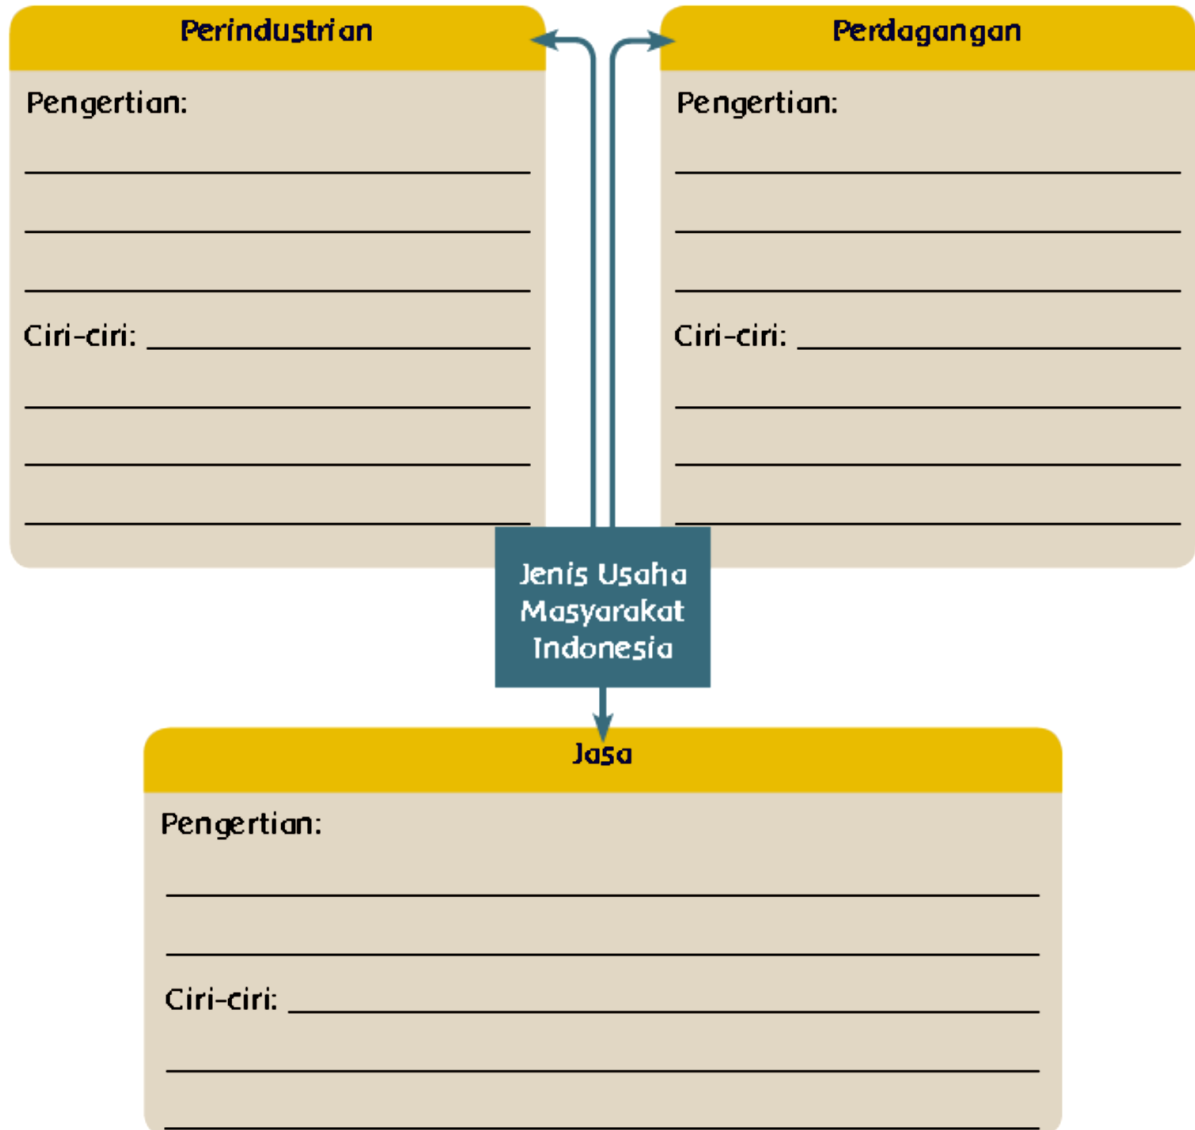 Perindustrian
Pengertian:
Ciri-ciri:
Perdagangan
Pengertian:
Ciri-ciri:
Jenis Usaha
Masyarakat
Indonesia
Jasa
Pengertian:
Ciri-ciri: